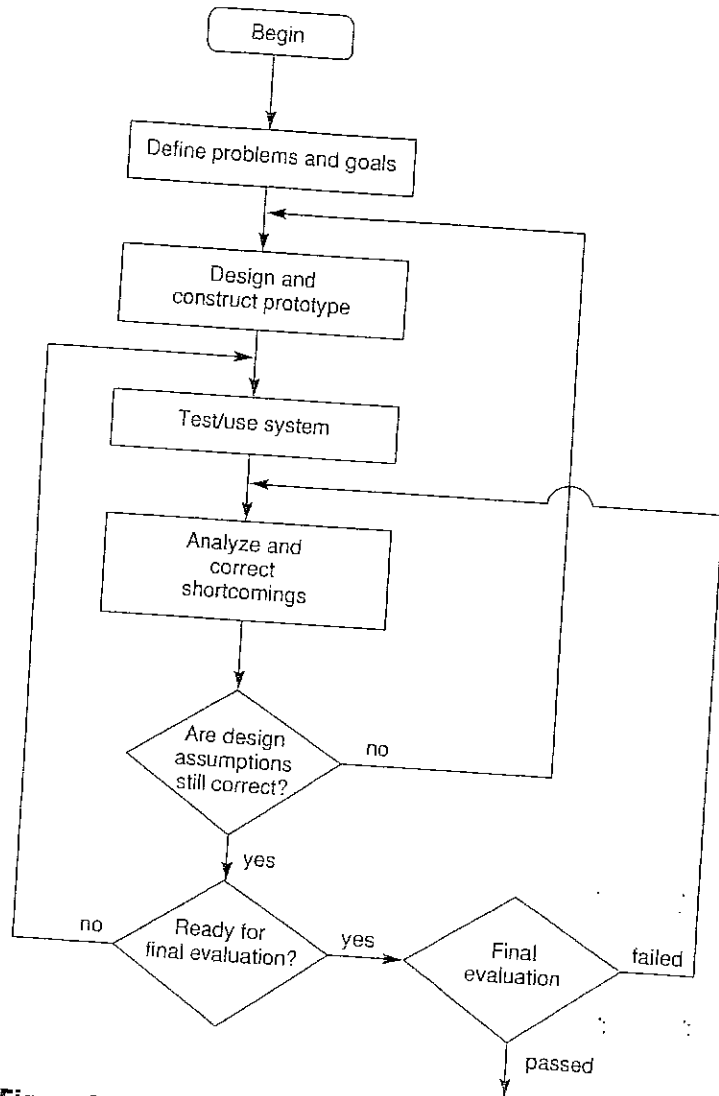 Begin
Define problems and goals
Design and
construct prototype
Test/use system
Analyze and
correct
shortcomings
Are design
assumptions
still correct?
no
yes
no
Ready for
final evaluation?
yes
Final
evaluation
failed
passed